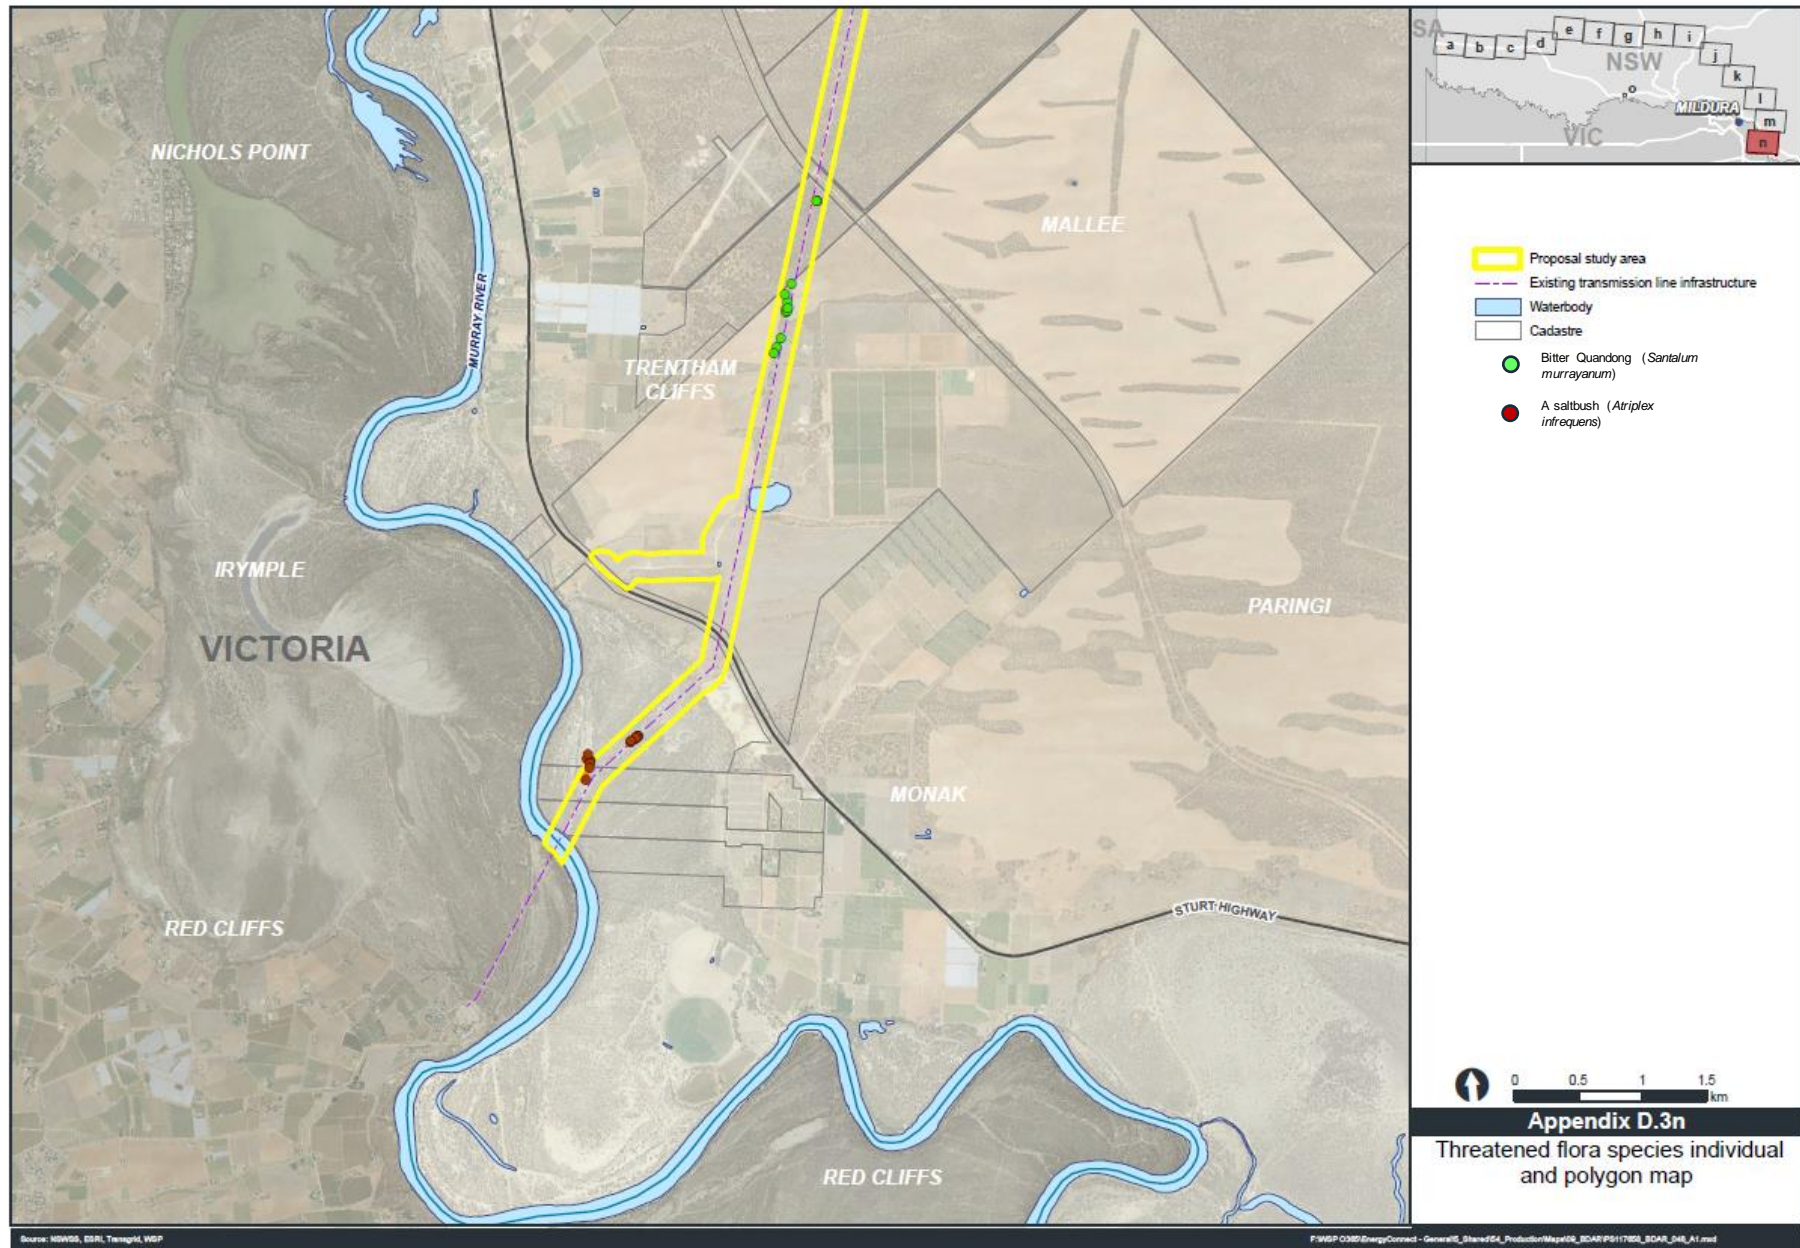 NICHOLS POINT
MURRAY RIVER
MALLEE
TRENTHAM
CLIFFS
IRYMPLE
VICTORIA
PARINGI
MONAK
RED CLIFFS
STURT HIGHWAY
RED CLIFFS
SA
a b c d e f g h i
j
NSW
k
l
MILDURA
m
VIC
n
Proposal study area
Existing transmission line infrastructure
Waterbody
Cadastre
Bitter Quandong (Santalum
murrayanum)
A saltbush (Atriplex
infrequens)
0 0.5 1 1.5
km
Appendix D.3n
Threatened flora species individual
and polygon map
Source: NSWSS, ESRI, Transgrid, WSP